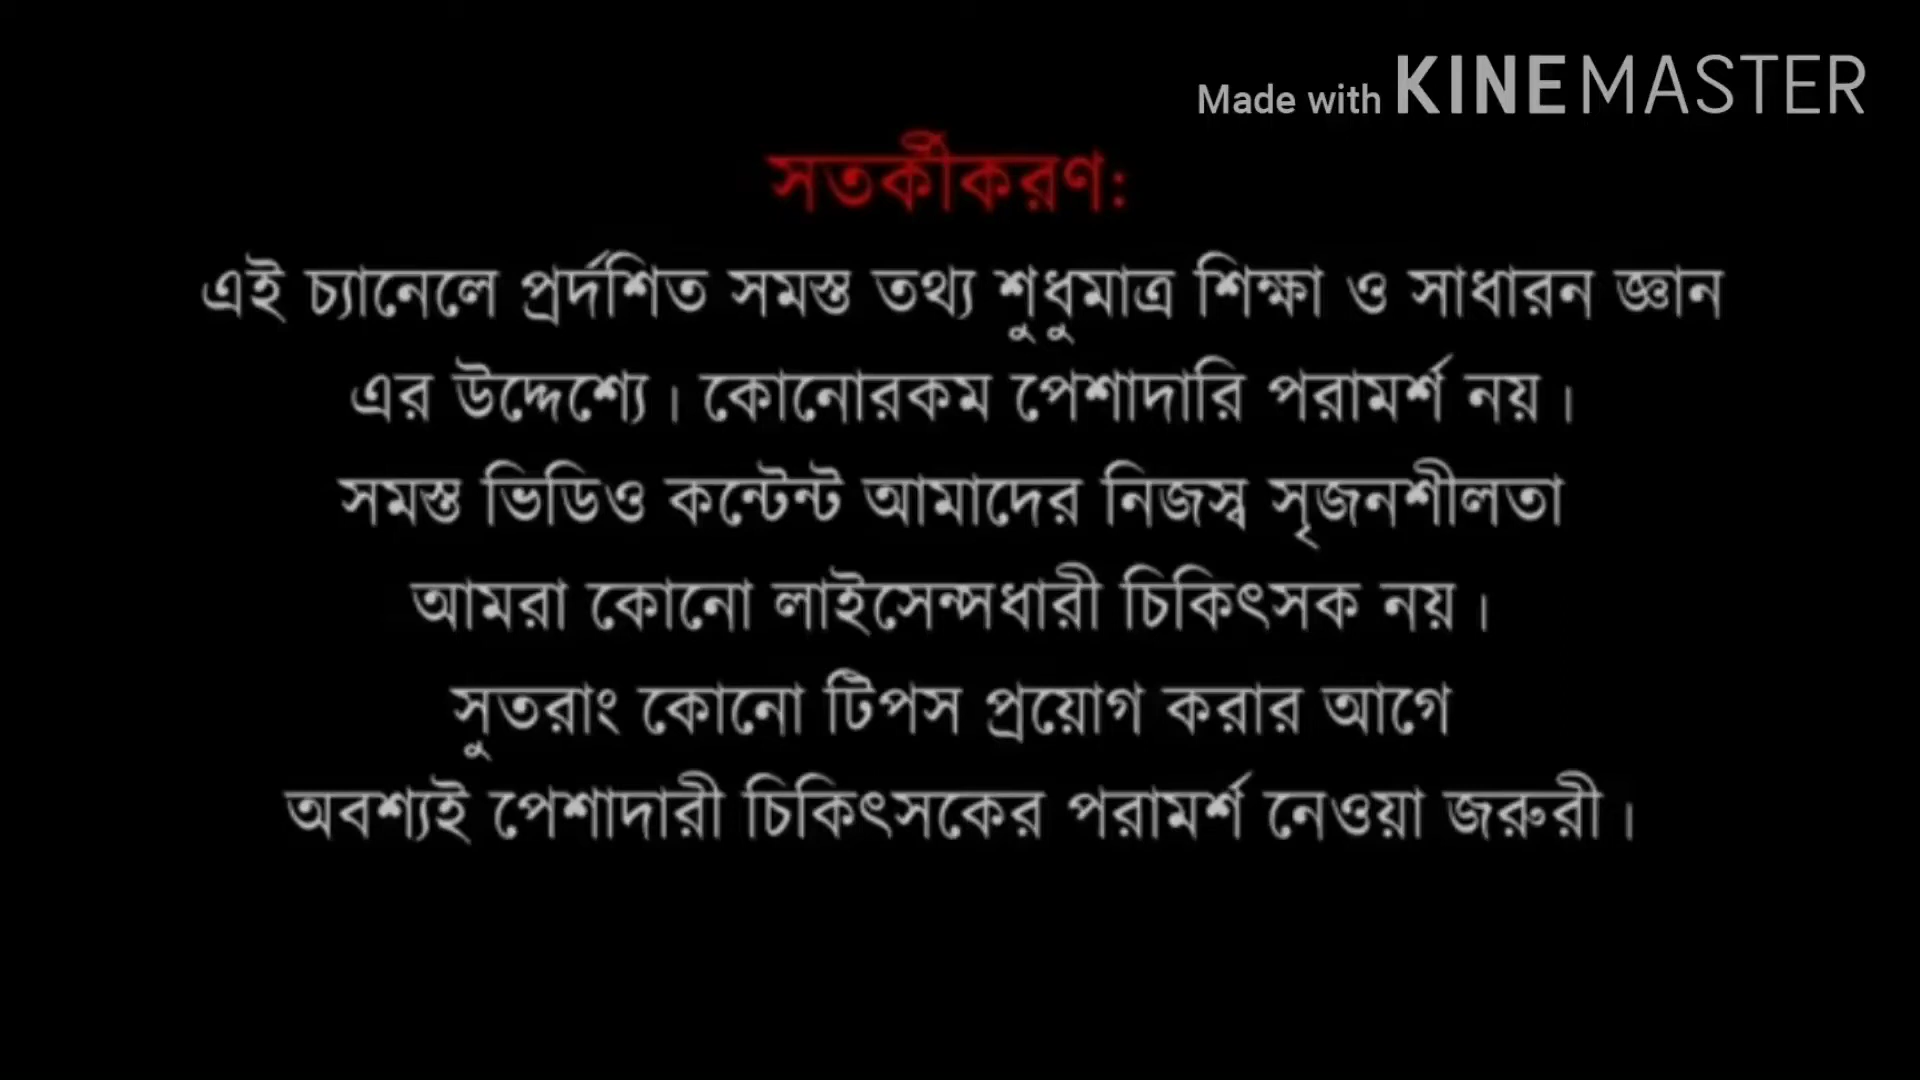 Made with KINEMASTER
সতর্কীকরণ:
এই চ্যানেলে প্রর্দশিত সমস্ত তথ্য শুধুমাত্র শিক্ষা ও সাধারন জ্ঞান
এর উদ্দেশ্যে। কোনোরকম পেশাদারি পরামর্শ নয়।
সমস্ত ভিডিও কন্টেন্ট আমাদের নিজস্ব সৃজনশীলতা
আমরা কোনো লাইসেন্সধারী চিকিৎসক নয়।
সুতরাং কোনো টিপস প্রয়োগ করার আগে
অবশ্যই পেশাদারী চিকিৎসকের পরামর্শ নেওয়া জরুরী।